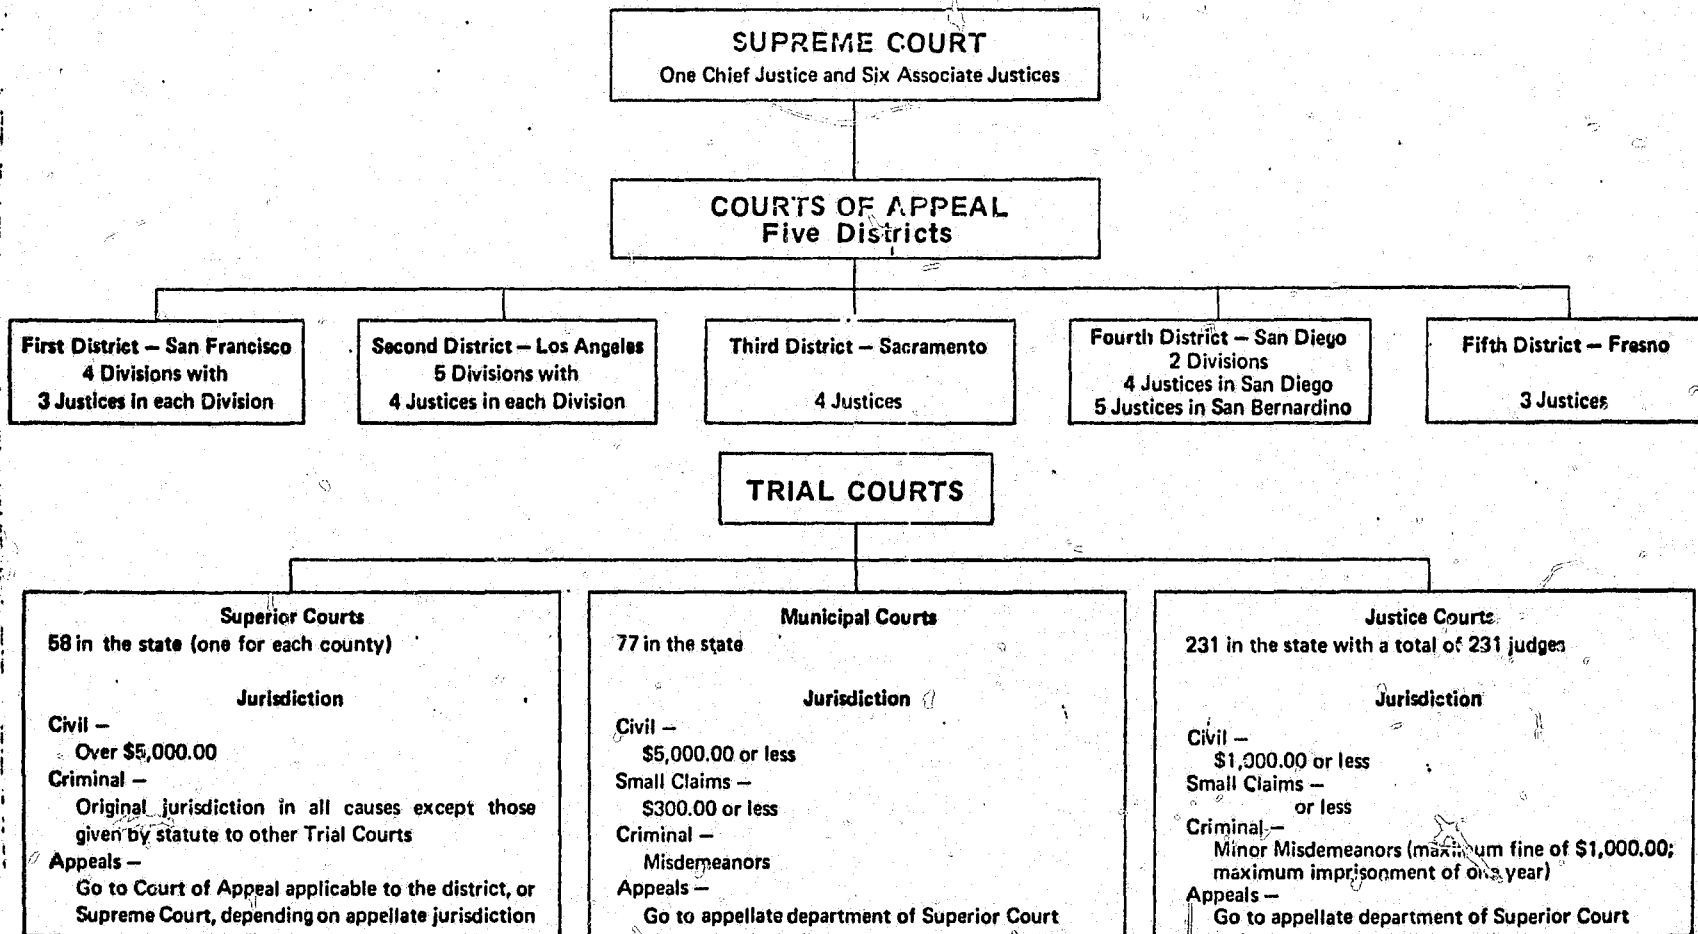 SUPREME COURT
One Chief Justice and Six Associate Justices
COURTS OF APPEAL
Five Districts
First District – San Francisco
4 Divisions with
3 Justices in each Division
Second District – Los Angeles
5 Divisions with
4 Justices in each Division
Third District – Sacramento
4 Justices
Fourth District – San Diego
2 Divisions
4 Justices in San Diego
5 Justices in San Bernardino
Fifth District – Fresno
3 Justices
TRIAL COURTS
Superior Courts
58 in the state (one for each county)
Jurisdiction
Civil –
Over $5,000.00
Criminal –
Original jurisdiction in all causes except those
given by statute to other Trial Courts
Appeals –
Go to Court of Appeal applicable to the district, or
Supreme Court, depending on appellate jurisdiction
Municipal Courts
77 in the state
Jurisdiction
Civil –
$5,000.00 or less
Small Claims –
$300.00 or less
Criminal –
Misdemeanors
Appeals –
Go to appellate department of Superior Court
Justice Courts
231 in the state with a total of 231 judges
Jurisdiction
Civil –
$1,000.00 or less
Small Claims –
or less
Criminal –
Minor Misdemeanors (maximum fine of $1,000.00;
maximum imprisonment of one year)
Appeals –
Go to appellate department of Superior Court